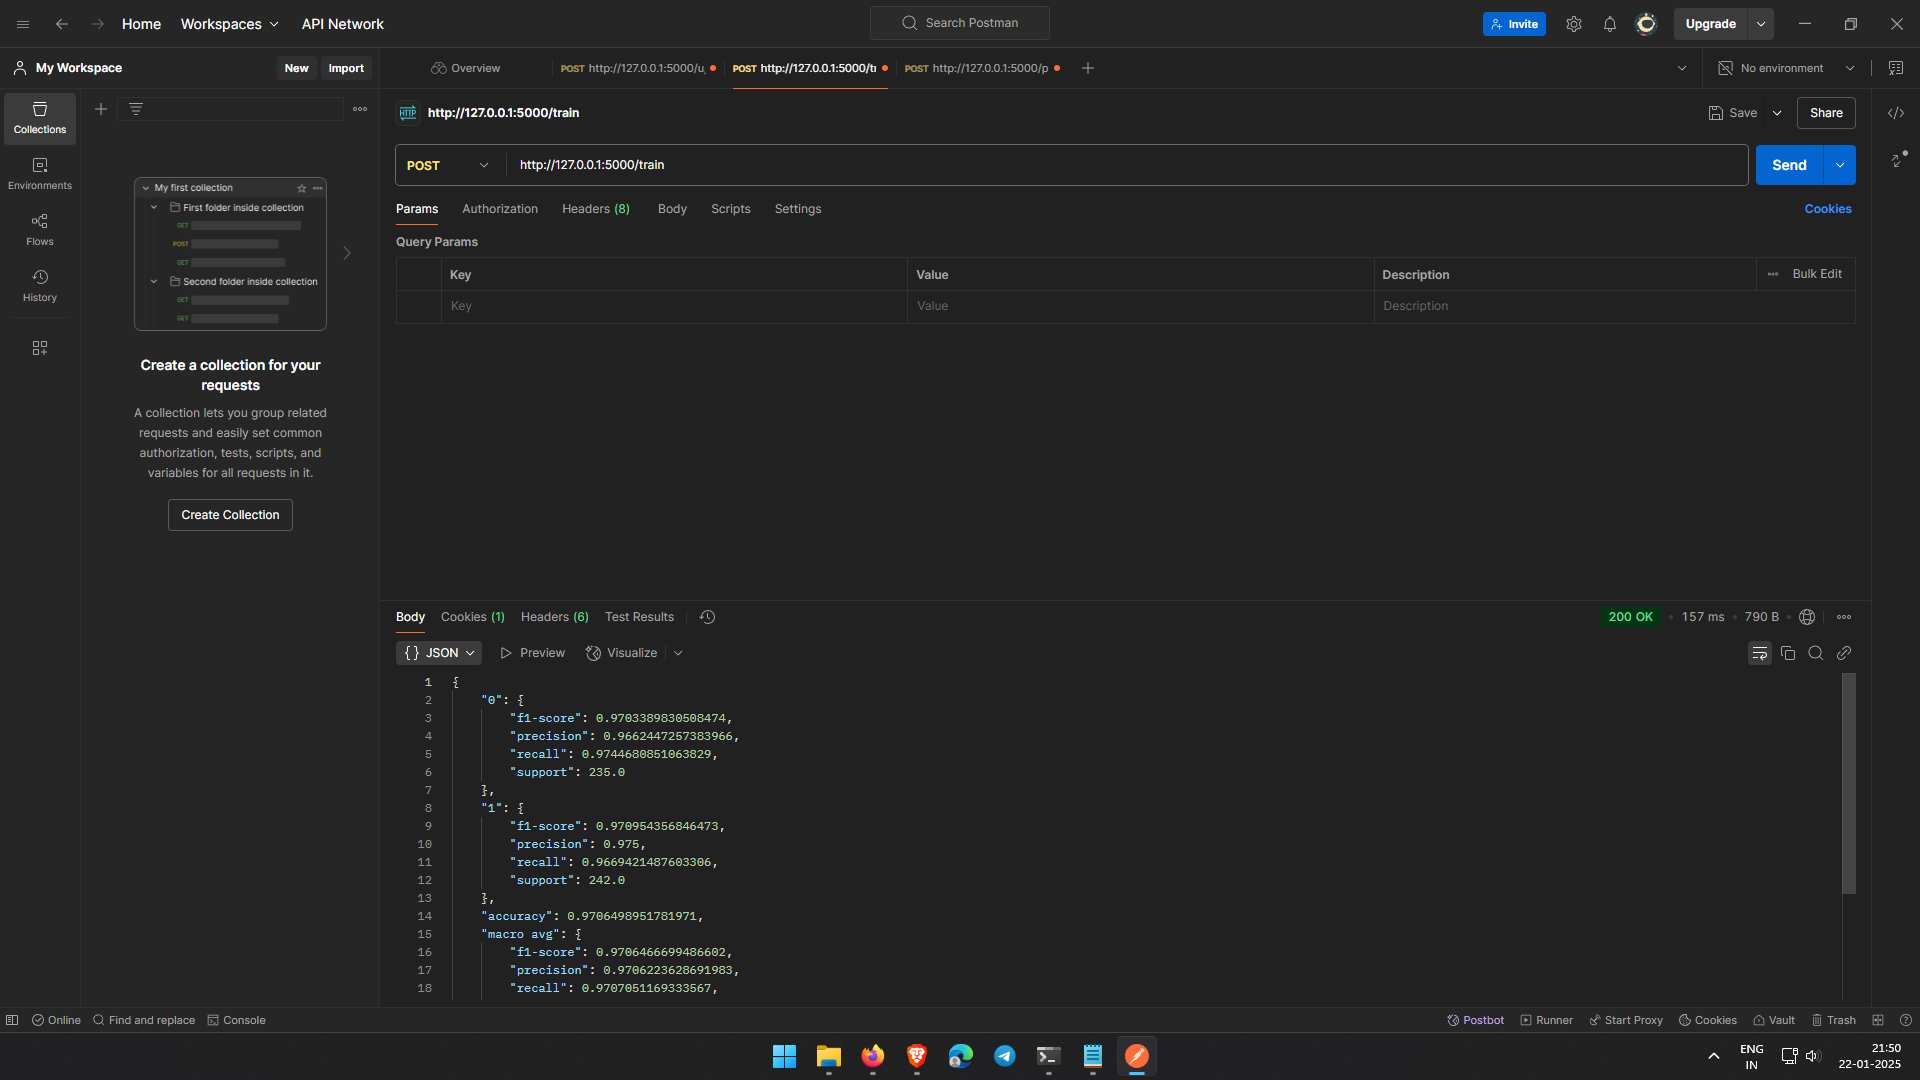 Home
Workspaces
API Network
Search Postman
Invite
Upgrade
My Workspace
New
Import
Overview
POST http://127.0.0.1:5000/u
POST http://127.0.0.1:5000/tr
POST http://127.0.0.1:5000/p
No environment
Collections
Environments
Flows
History
My first collection
First folder inside collection
GET
POST
GET
Second folder inside collection
GET
GET
Create a collection for your
requests
A collection lets you group related
requests and easily set common
authorization, tests, scripts, and
variables for all requests in it.
Create Collection
HTTP http://127.0.0.1:5000/train
Save
Share
POST
http://127.0.0.1:5000/train
Send
Params
Authorization
Headers (8)
Body
Scripts
Settings
Cookies
Query Params
Key Value Description Bulk Edit
Key Value Description
Body
Cookies (1)
Headers (6)
Test Results
200 OK
157 ms
790 B
{} JSON
Preview
Visualize
1 {
2 "0": {
3 "f1-score": 0.9703389830508474,
4 "precision": 0.9662447257383966,
5 "recall": 0.9744680851063829,
6 "support": 235.0
7 },
8 "1": {
9 "f1-score": 0.970954356846473,
10 "precision": 0.975,
11 "recall": 0.9669421487603306,
12 "support": 242.0
13 },
14 "accuracy": 0.9706498951781971,
15 "macro avg": {
16 "f1-score": 0.9706466699486602,
17 "precision": 0.9706223628691983,
18 "recall": 0.9707051169333567,
Online
Find and replace
Console
Postbot
Runner
Start Proxy
Cookies
Vault
Trash
ENG
IN
21:50
22-01-2025